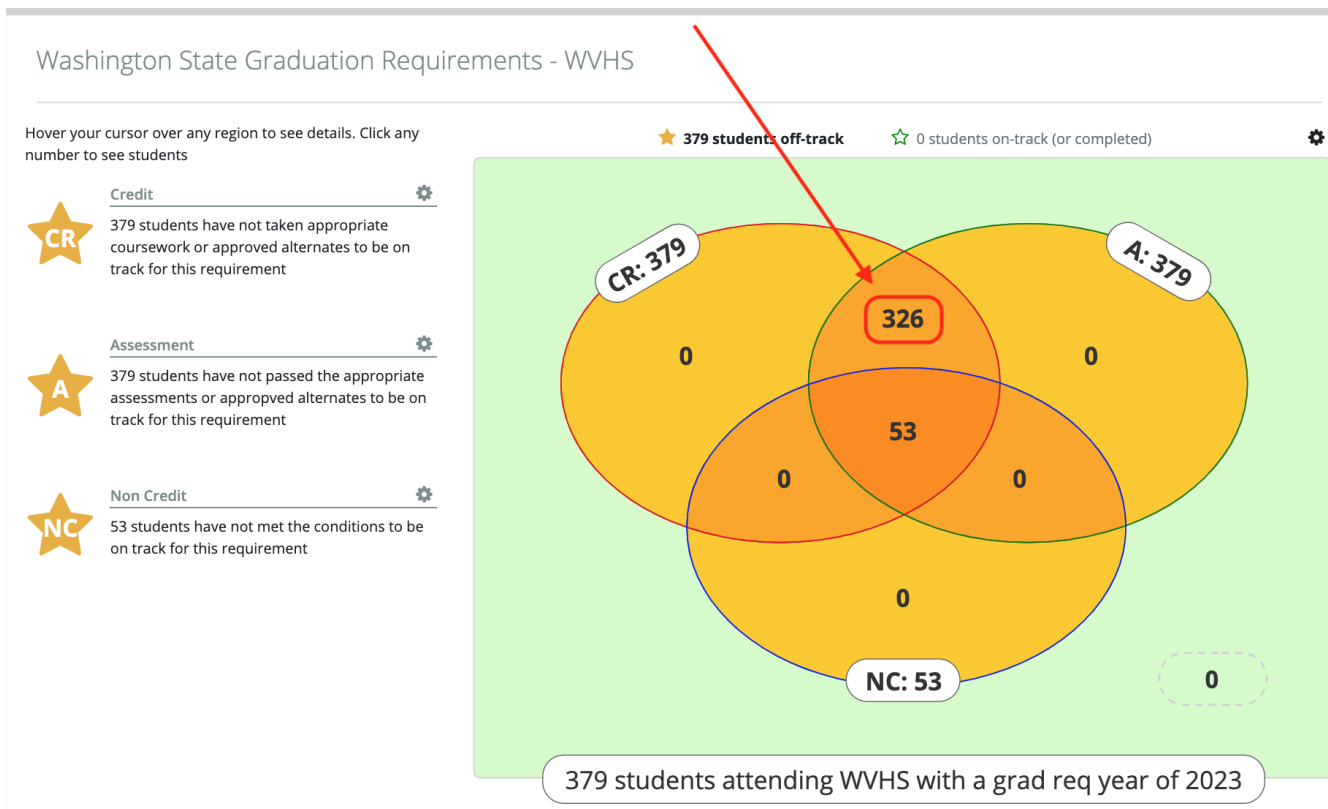 Washington State Graduation Requirements - WVHS
Hover your cursor over any region to see details. Click any
number to see students
379 students off-track
0 students on-track (or completed)
CR
Credit
379 students have not taken appropriate
coursework or approved alternates to be on
track for this requirement
A
Assessment
379 students have not passed the appropriate
assessments or appropved alternates to be on
track for this requirement
NC
Non Credit
53 students have not met the conditions to be
on track for this requirement
CR: 379
A: 379
326
0
0
53
0
0
0
NC: 53
0
379 students attending WVHS with a grad req year of 2023